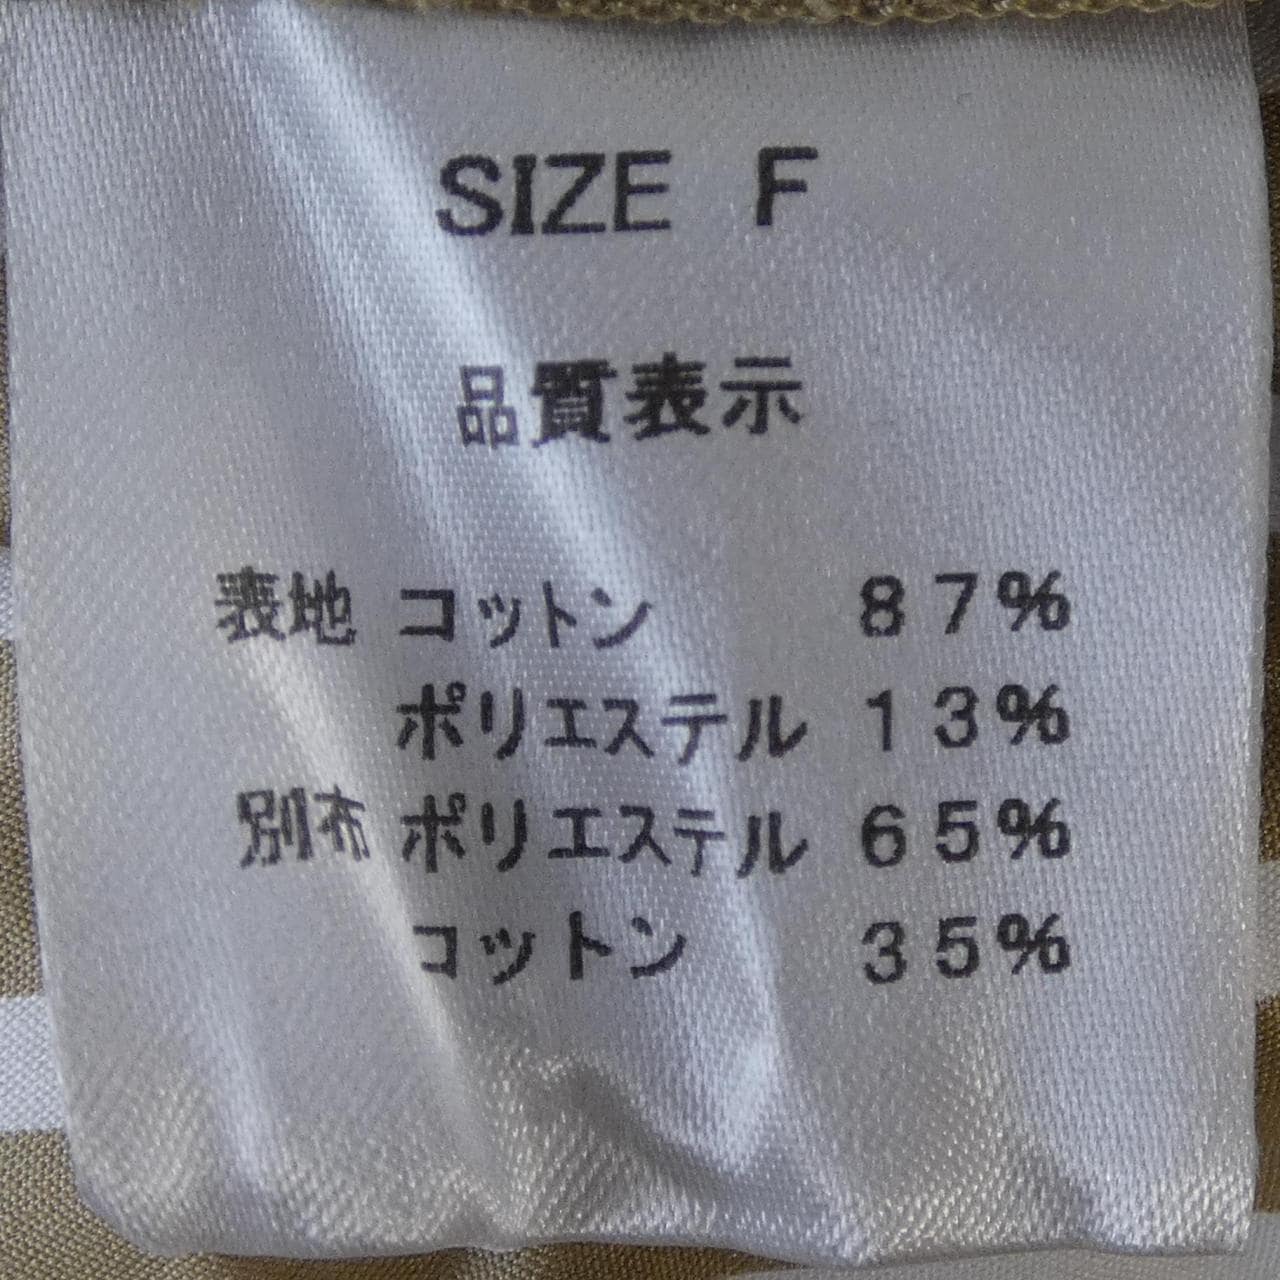 SIZE F
品質表示
表地 コットン 87%
ポリエステル 13%
別布 ポリエステル 65%
コットン 35%